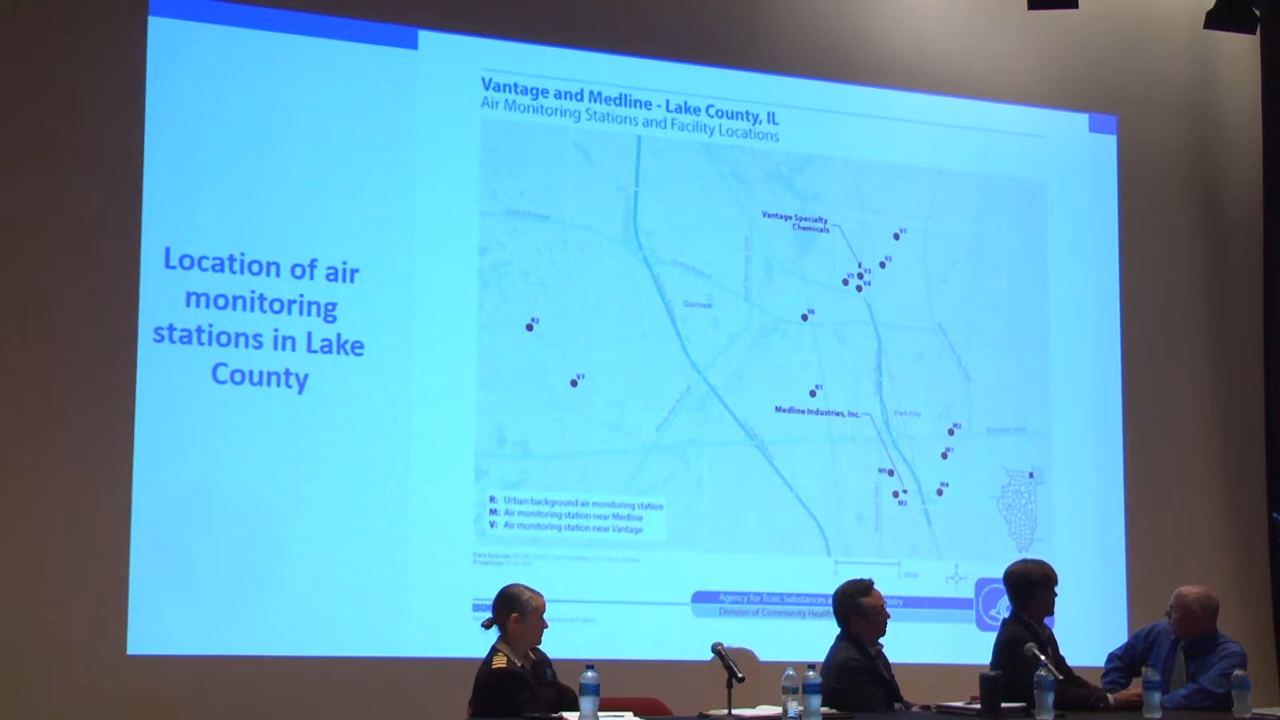 Location of air
monitoring
stations in Lake
County
Vantage and Medline - Lake County, IL
Air Monitoring Stations and Facility Locations
Vantage Specialty
Chemicals
V1
V2
V3
V5
V4
V6
Gurnee
R2
V7
R1
Medline Industries, Inc.
Park City
M2
M1
M5
M4
M3
R: Urban background air monitoring station
M: Air monitoring station near Medline
V: Air monitoring station near Vantage
Agency for Toxic Substances
Division of Community Health